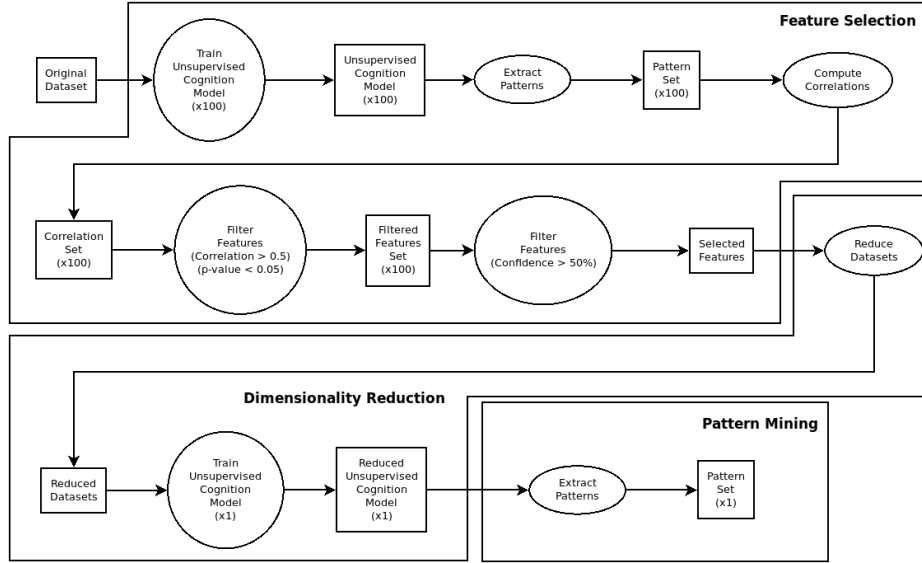 Feature Selection
Original
Dataset
Train
Unsupervised
Cognition
Model
(x100)
Unsupervised
Cognition
Model
(x100)
Extract
Patterns
Pattern
Set
(x100)
Compute
Correlations
Correlation
Set
(x100)
Filter
Features
(Correlation > 0.5)
(p-value < 0.05)
Filtered
Features
Set
(x100)
Filter
Features
(Confidence > 50%)
Selected
Features
Reduce
Datasets
Dimensionality Reduction
Reduced
Datasets
Train
Unsupervised
Cognition
Model
(x1)
Reduced
Unsupervised
Cognition
Model
(x1)
Pattern Mining
Extract
Patterns
Pattern
Set
(x1)